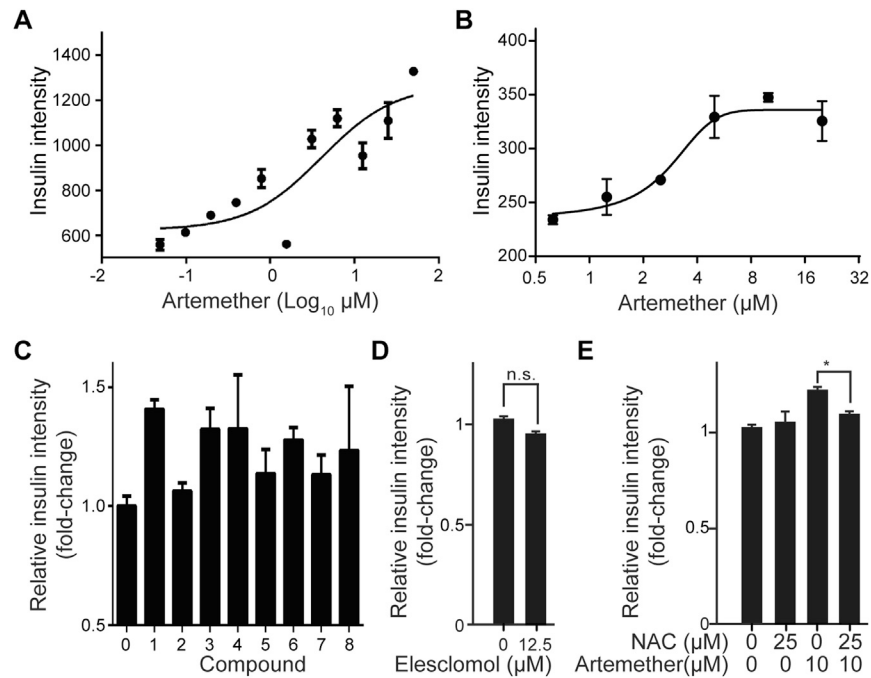 A
Insulin intensity
1400
1200
1000
800
600
-2 -1 0 1 2
Artemether (Log10 µM)
B
Insulin intensity
400
350
300
250
200
0.5 1 2 4 8 16 32
Artemether (µM)
C
Relative insulin intensity
(fold-change)
1.5
1.0
0.5
0 1 2 3 4 5 6 7 8
Compound
D
Relative insulin intensity
(fold-change)
n.s.
1
0.5
0
0 12.5
Elesclomol (µM)
E
Relative insulin intensity
(fold-change)
*
1
0.5
0
NAC (µM) 0 25 0 25
Artemether(µM) 0 0 10 10